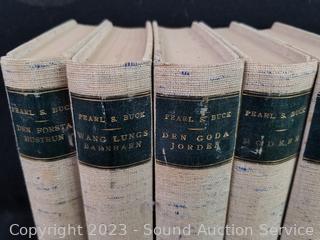 PEARL S. BUCK
DEN FÖRSTA
HUSTRUN
PEARL S. BUCK
WANG LUNGS
BARNBARN
PEARL S. BUCK
DEN GODA
JORDEN
PEARL S. BUCK
MODERN
Copyright 2023 - Sound Auction Service